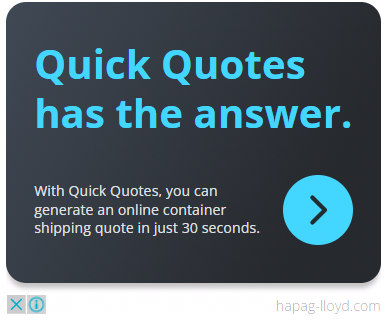 Quick Quotes
has the answer.
With Quick Quotes, you can
generate an online container
shipping quote in just 30 seconds.
hapag-lloyd.com